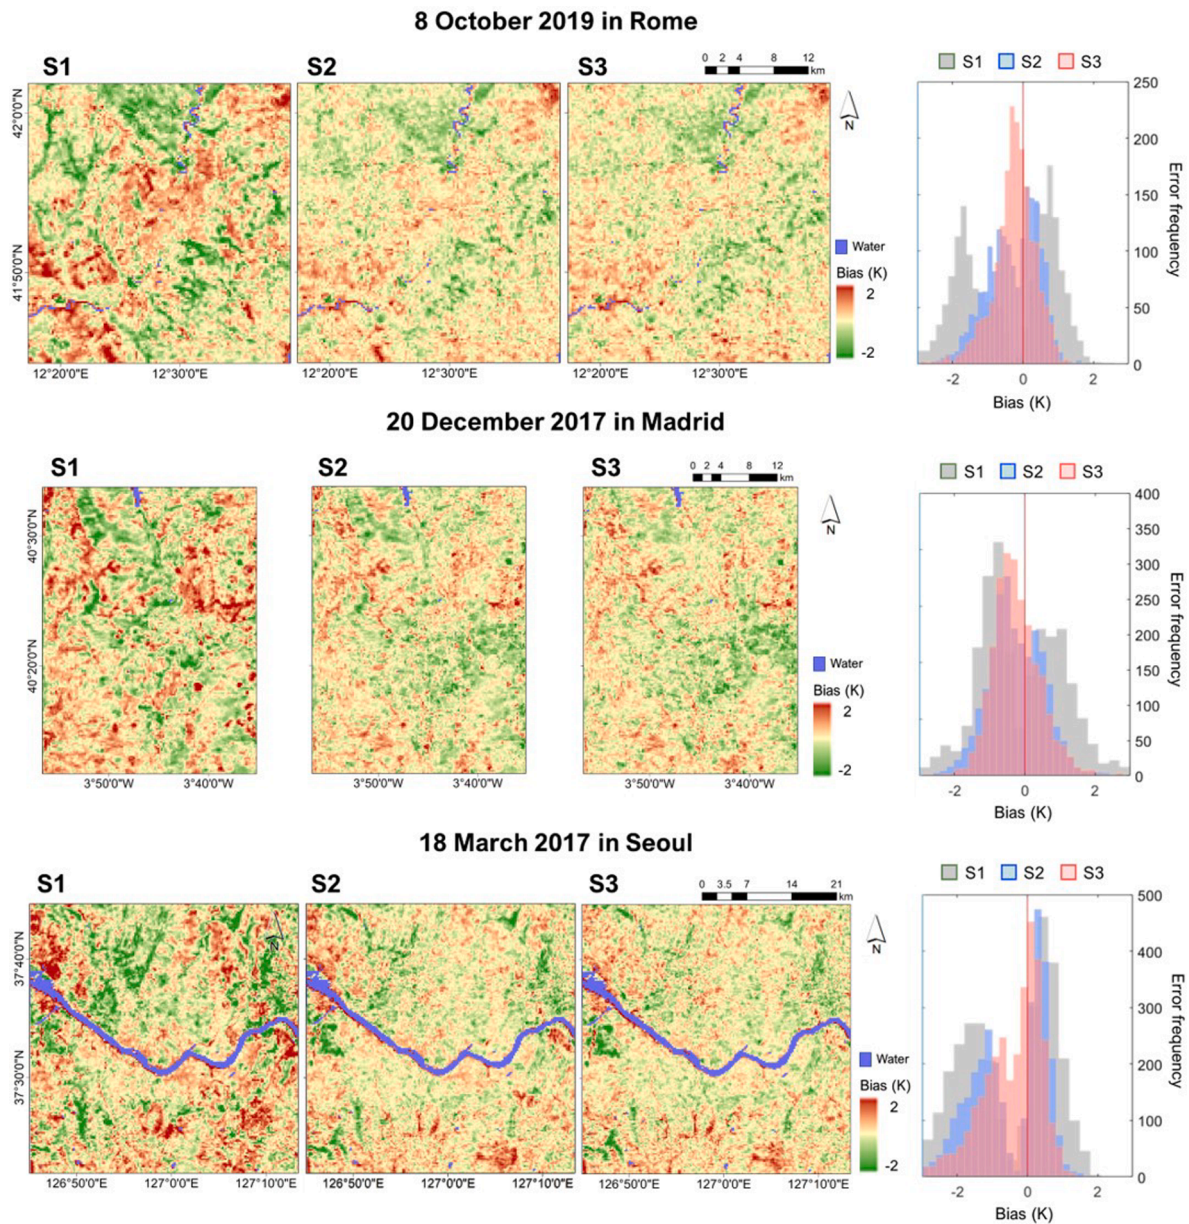 8 October 2019 in Rome
S1 S2 S3
0 2 4 8 12
km
N
42°0'0"N
41°50'0"N
12°20'0"E 12°30'0"E 12°20'0"E 12°30'0"E 12°20'0"E 12°30'0"E
Water
Bias (K)
2
-2
S1 S2 S3
250
200
150
100
50
0
Error frequency
-2 0 2
Bias (K)
20 December 2017 in Madrid
S1 S2 S3
0 2 4 8 12
km
N
40°30'0"N
40°20'0"N
3°50'0"W 3°40'0"W 3°50'0"W 3°40'0"W 3°50'0"W 3°40'0"W
Water
Bias (K)
2
-2
S1 S2 S3
400
350
300
250
200
150
100
50
0
Error frequency
-2 0 2
Bias (K)
18 March 2017 in Seoul
S1 S2 S3
0 3.5 7 14 21
km
N
N
37°40'0"N
37°30'0"N
126°50'0"E 127°0'0"E 127°10'0"E 126°50'0"E 127°0'0"E 127°10'0"E 126°50'0"E 127°0'0"E 127°10'0"E
Water
Bias (K)
2
-2
S1 S2 S3
500
400
300
200
100
0
Error frequency
-2 0 2
Bias (K)